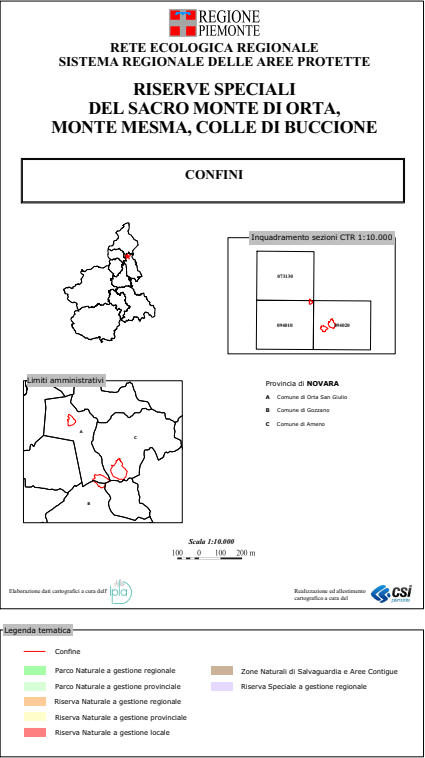 REGIONE
PIEMONTE
RETE ECOLOGICA REGIONALE
SISTEMA REGIONALE DELLE AREE PROTETTE
RISERVE SPECIALI
DEL SACRO MONTE DI ORTA,
MONTE MESMA, COLLE DI BUCCIONE
CONFINI
Inquadramento sezioni CTR 1:10.000
073130
094010
094020
Limiti amministrativi
A
C
B
Provincia di NOVARA
A Comune di Orta San Giulio
B Comune di Gozzano
C Comune di Ameno
Scala 1:10.000
100 0 100 200 m
Elaborazione dati cartografici a cura dell'
ipla
Realizzazione ed allestimento
cartografico a cura del
CSI
piemonte
Legenda tematica
Confine
Parco Naturale a gestione regionale
Parco Naturale a gestione provinciale
Riserva Naturale a gestione regionale
Riserva Naturale a gestione provinciale
Riserva Naturale a gestione locale
Zone Naturali di Salvaguardia e Aree Contigue
Riserva Speciale a gestione regionale